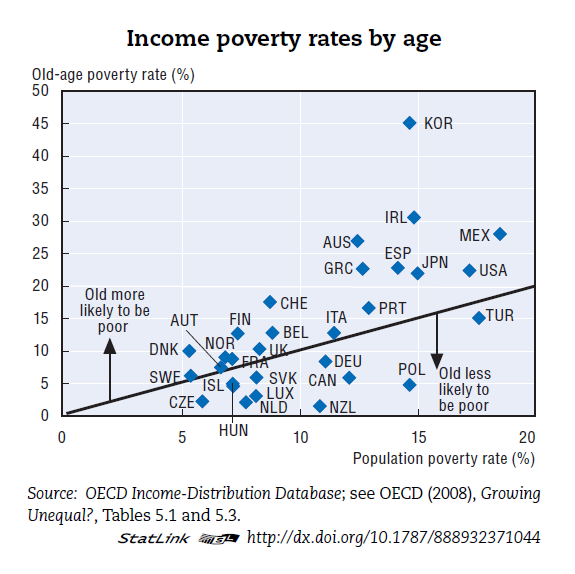 Income poverty rates by age
Old-age poverty rate (%)
50
45
KOR
40
35
30
IRL
MEX
AUS
25
ESP
JPN
GRC
USA
20
Old more
likely to be
poor
CHE
PRT
15
AUT
FIN
ITA
TUR
BEL
10
DNK
NOR
UK
FRA
DEU
5
SWE
ISL
SVK
CAN
POL
Old less
likely to
be poor
LUX
CZE
NLD
NZL
0
HUN
0
5
10
15
20
Population poverty rate (%)
Source: OECD Income-Distribution Database; see OECD (2008), Growing
Unequal?, Tables 5.1 and 5.3.
StatLink http://dx.doi.org/10.1787/888932371044